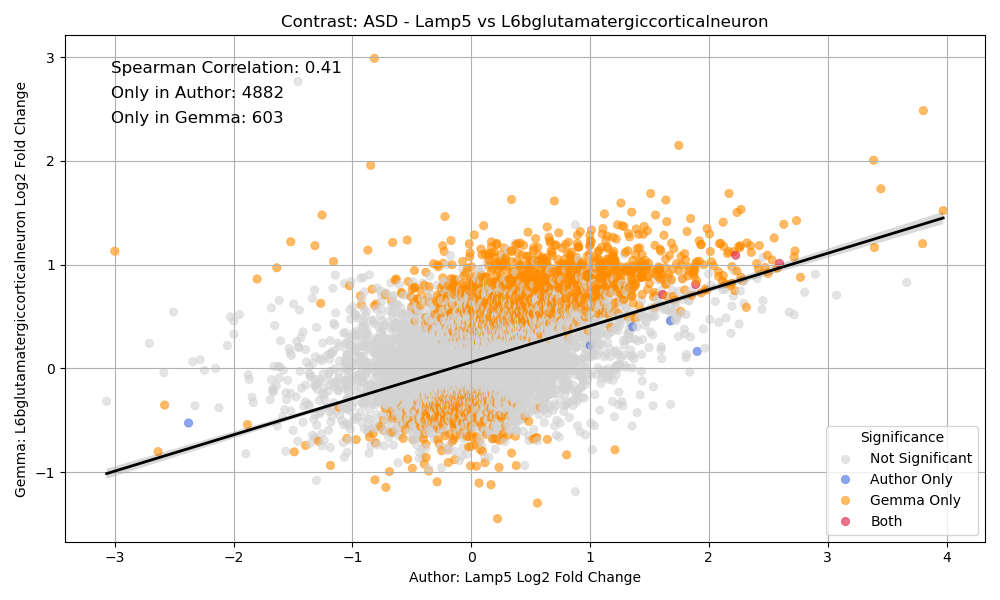 Contrast: ASD - Lamp5 vs L6bglutamatergiccorticalneuron
Spearman Correlation: 0.41
Only in Author: 4882
Only in Gemma: 603
Gemma: L6bglutamatergiccorticalneuron Log2 Fold Change
3
2
1
0
−1
Significance
Not Significant
Author Only
Gemma Only
Both
−3 −2 −1 0 1 2 3 4
Author: Lamp5 Log2 Fold Change